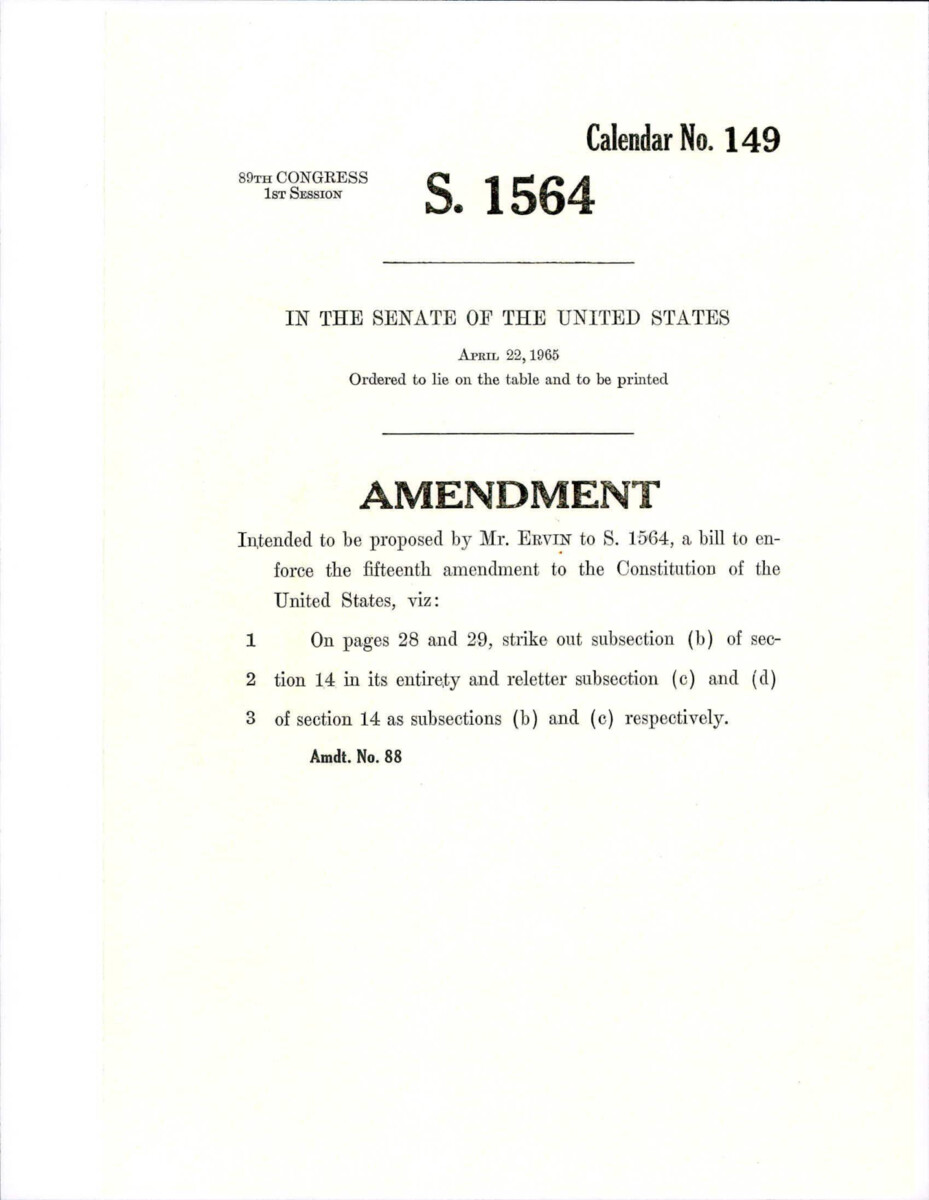 Calendar No. 149
89TH CONGRESS
1ST SESSION
S. 1564
IN THE SENATE OF THE UNITED STATES
APRIL 22, 1965
Ordered to lie on the table and to be printed
AMENDMENT
Intended to be proposed by Mr. ERVIN to S. 1564, a bill to en-
force the fifteenth amendment to the Constitution of the
United States, viz:
1 On pages 28 and 29, strike out subsection (b) of sec-
2 tion 14 in its entirety and reletter subsection (c) and (d)
3 of section 14 as subsections (b) and (c) respectively.
Amdt. No. 88